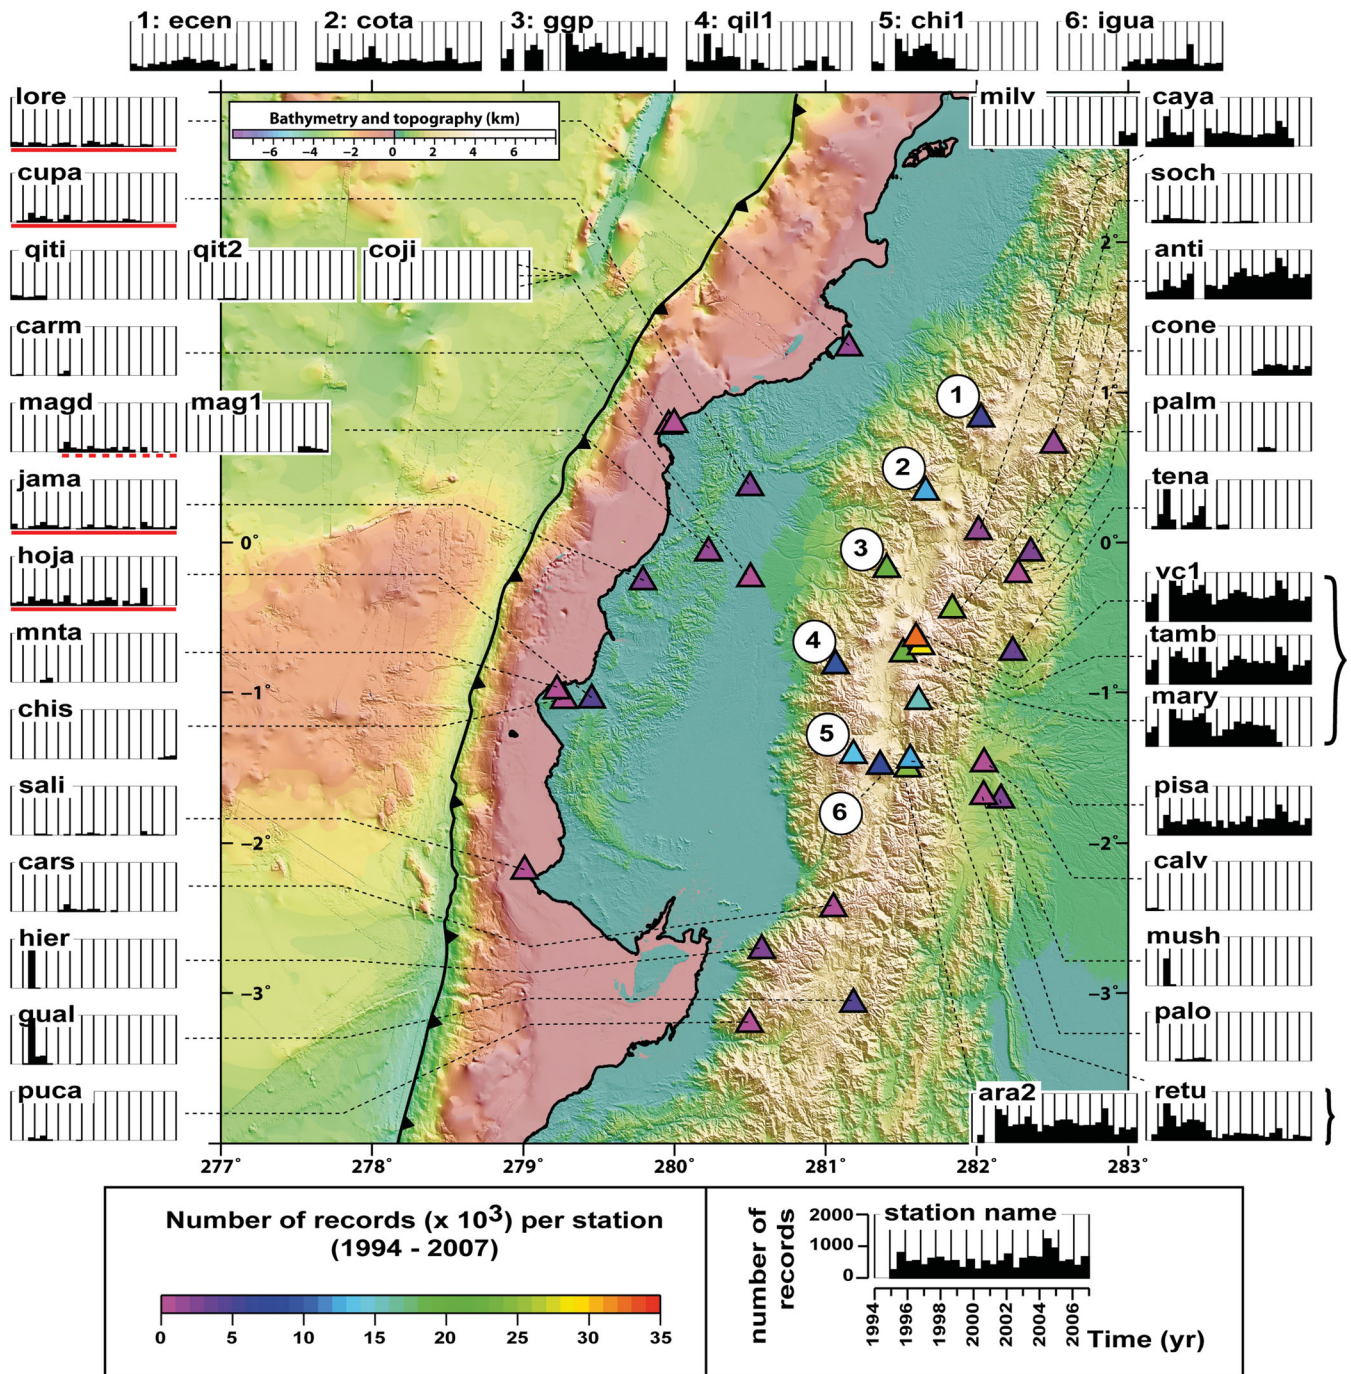 1: ecen 2: cota 3: ggp 4: qil1 5: chi1 6: igua
lore
cupa
qiti qit2 coji
carm
magd mag1
jama
hoja
mnta
chis
sali
cars
hier
gual
puca
Bathymetry and topography (km)
−6 −4 −2 0 2 4 6
milv caya
soch
anti
cone
palm
tena
vc1
tamb
mary
pisa
calv
mush
palo
ara2 retu
1
2
3
4
5
6
0°
−1°
−2°
−3°
2°
1°
0°
−1°
−2°
−3°
277° 278° 279° 280° 281° 282° 283°
Number of records (x 10³) per station
(1994 - 2007)
0 5 10 15 20 25 30 35
number of
records
2000
1000
0
station name
1994 1996 1998 2000 2002 2004 2006
Time (yr)